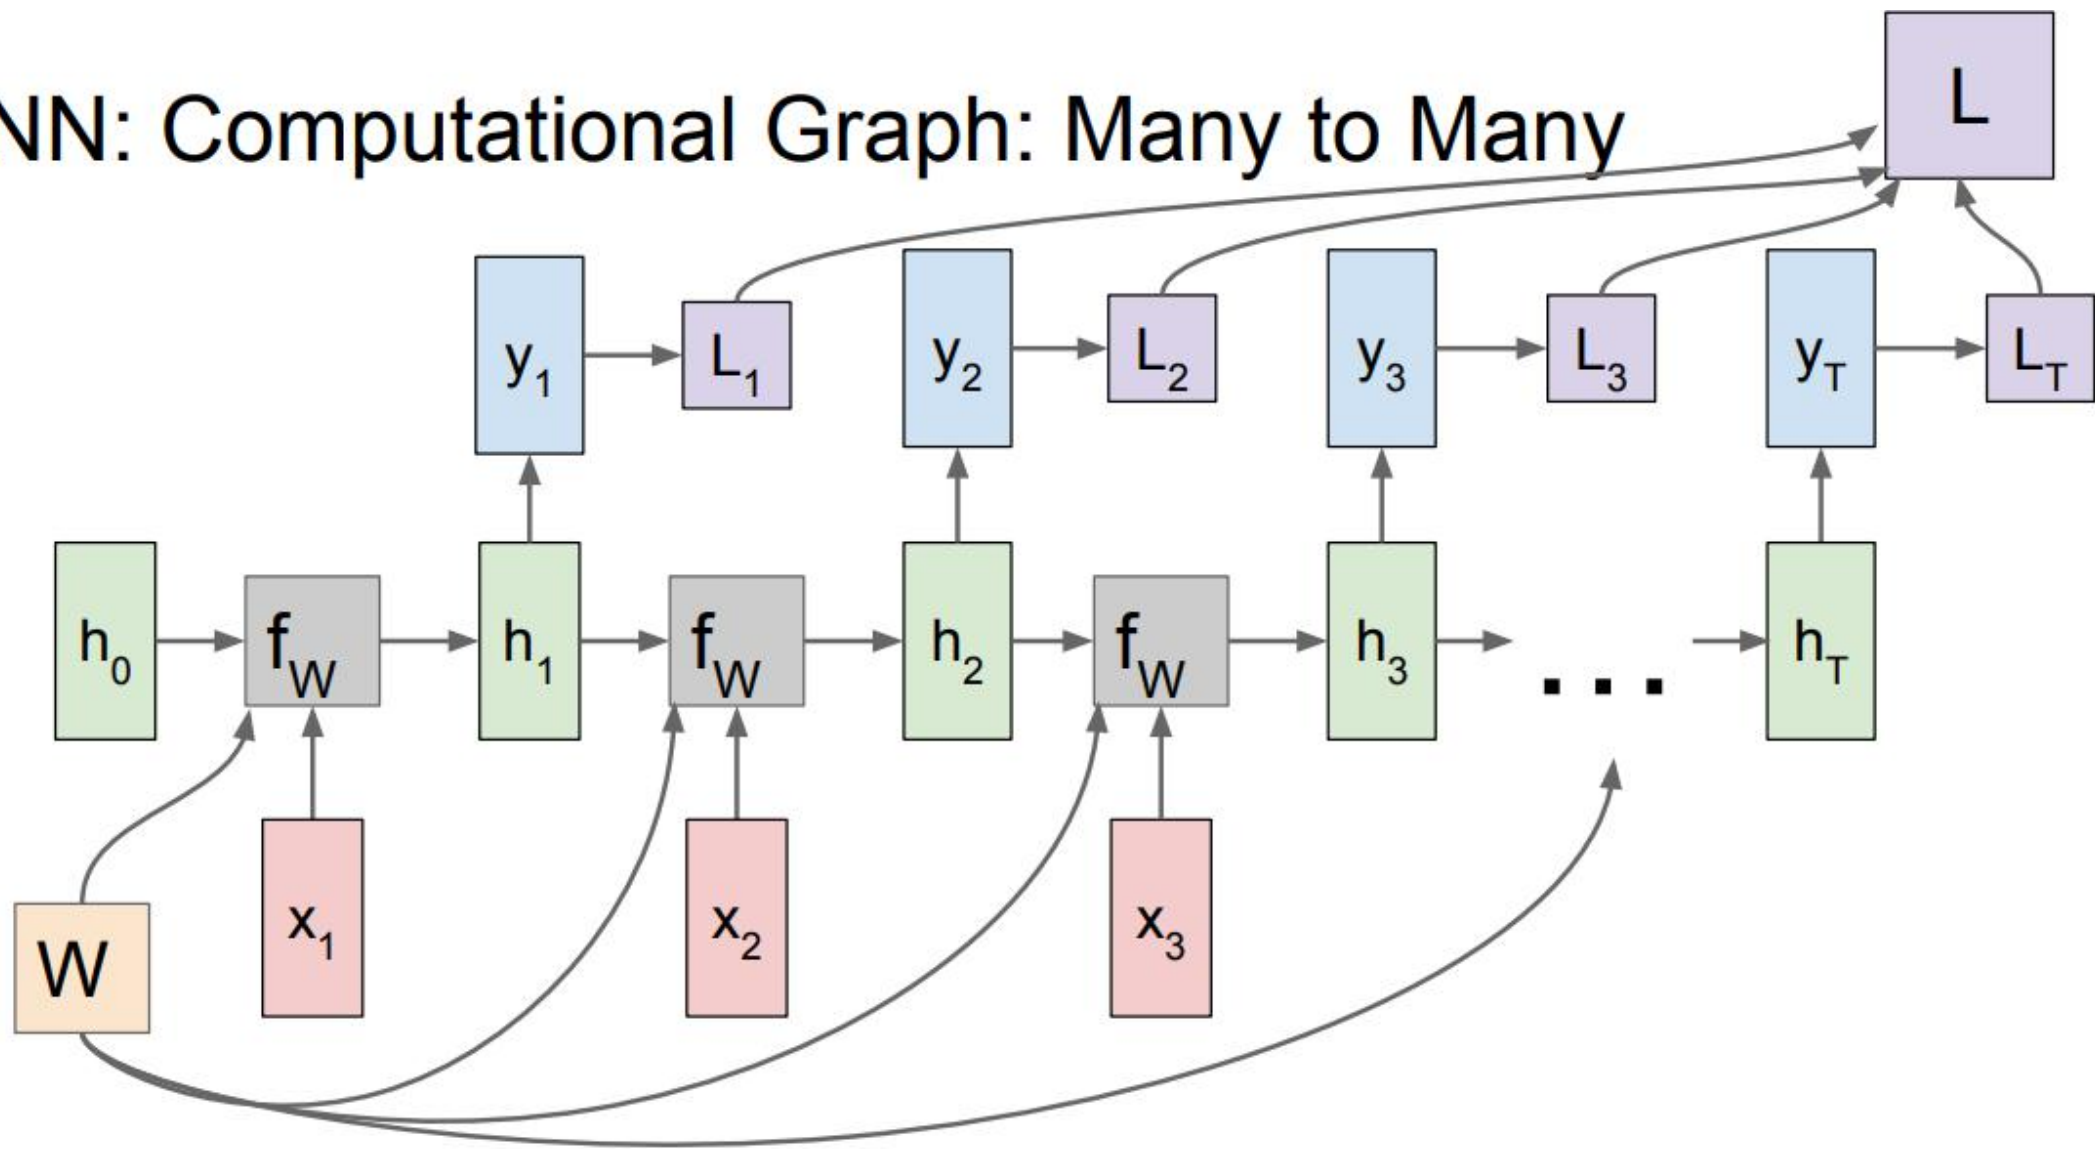 NN: Computational Graph: Many to Many
L
y1 L1 y2 L2 y3 L3 yT LT
h0 fW h1 fW h2 fW h3 ... hT
x1 x2 x3
W